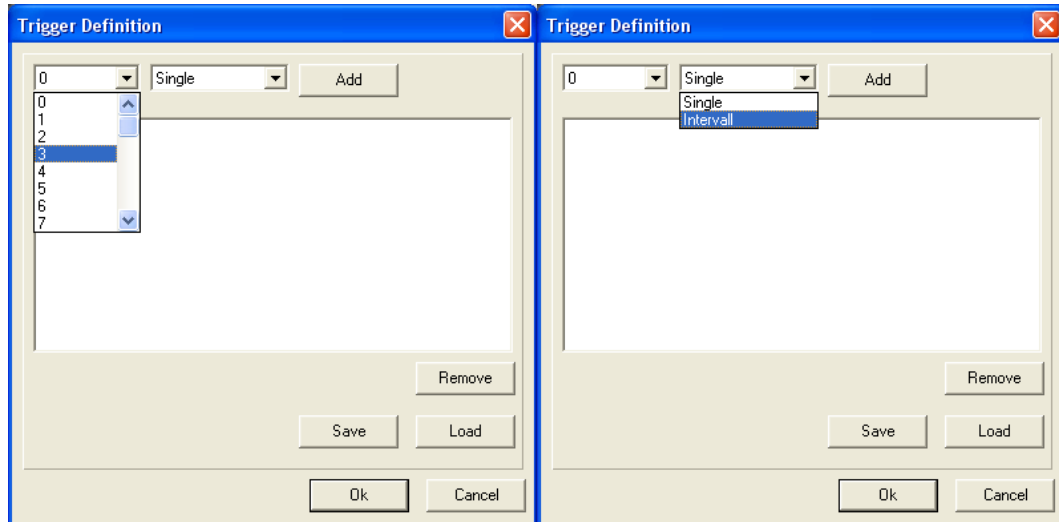 Trigger Definition
0 Single Add
0
1
2
3
4
5
6
7
Remove
Save Load
Ok Cancel
Trigger Definition
0 Single Add
Single
Intervall
Remove
Save Load
Ok Cancel